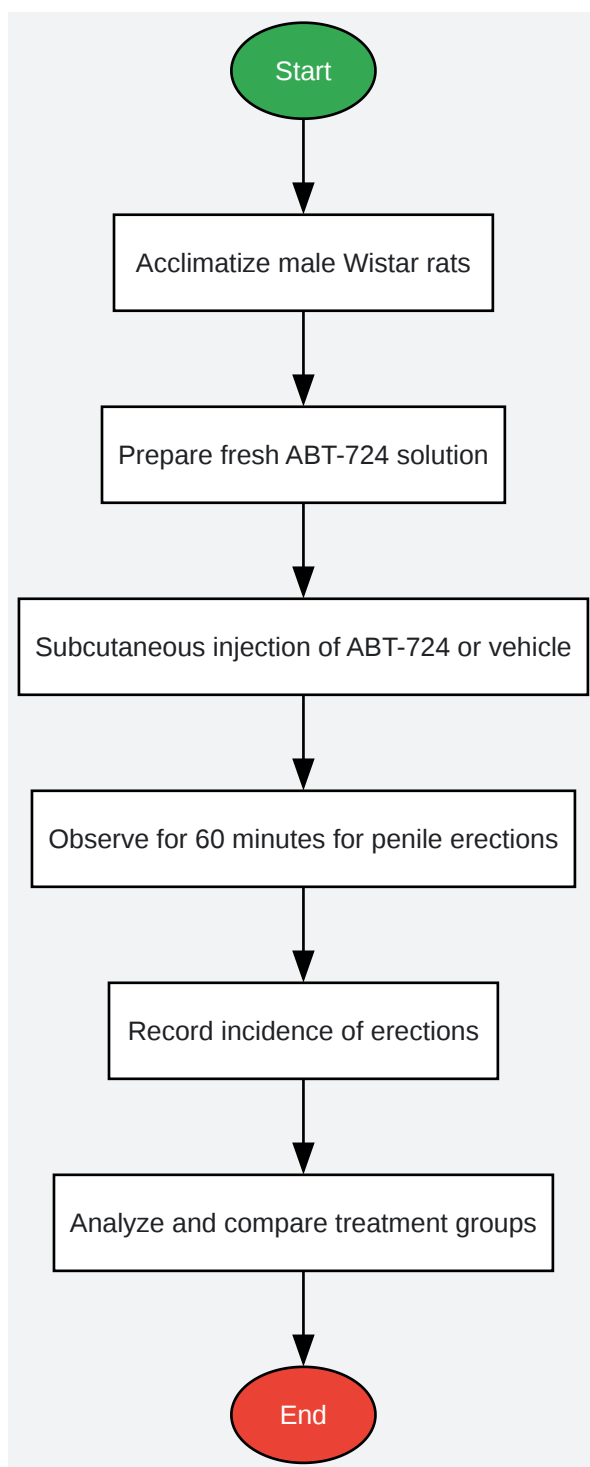 Start
Acclimatize male Wistar rats
Prepare fresh ABT-724 solution
Subcutaneous injection of ABT-724 or vehicle
Observe for 60 minutes for penile erections
Record incidence of erections
Analyze and compare treatment groups
End